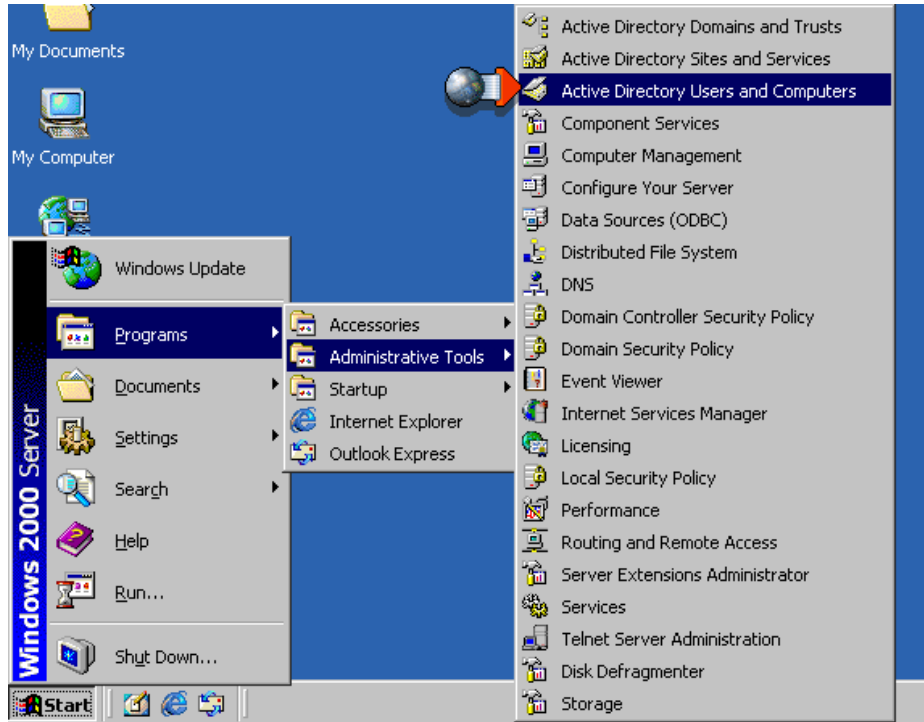 My Documents
My Computer
Windows 2000 Server
Windows Update
Programs
Documents
Settings
Search
Help
Run...
Shut Down...
Start
Accessories
Administrative Tools
Startup
Internet Explorer
Outlook Express
Active Directory Domains and Trusts
Active Directory Sites and Services
Active Directory Users and Computers
Component Services
Computer Management
Configure Your Server
Data Sources (ODBC)
Distributed File System
DNS
Domain Controller Security Policy
Domain Security Policy
Event Viewer
Internet Services Manager
Licensing
Local Security Policy
Performance
Routing and Remote Access
Server Extensions Administrator
Services
Telnet Server Administration
Disk Defragmenter
Storage